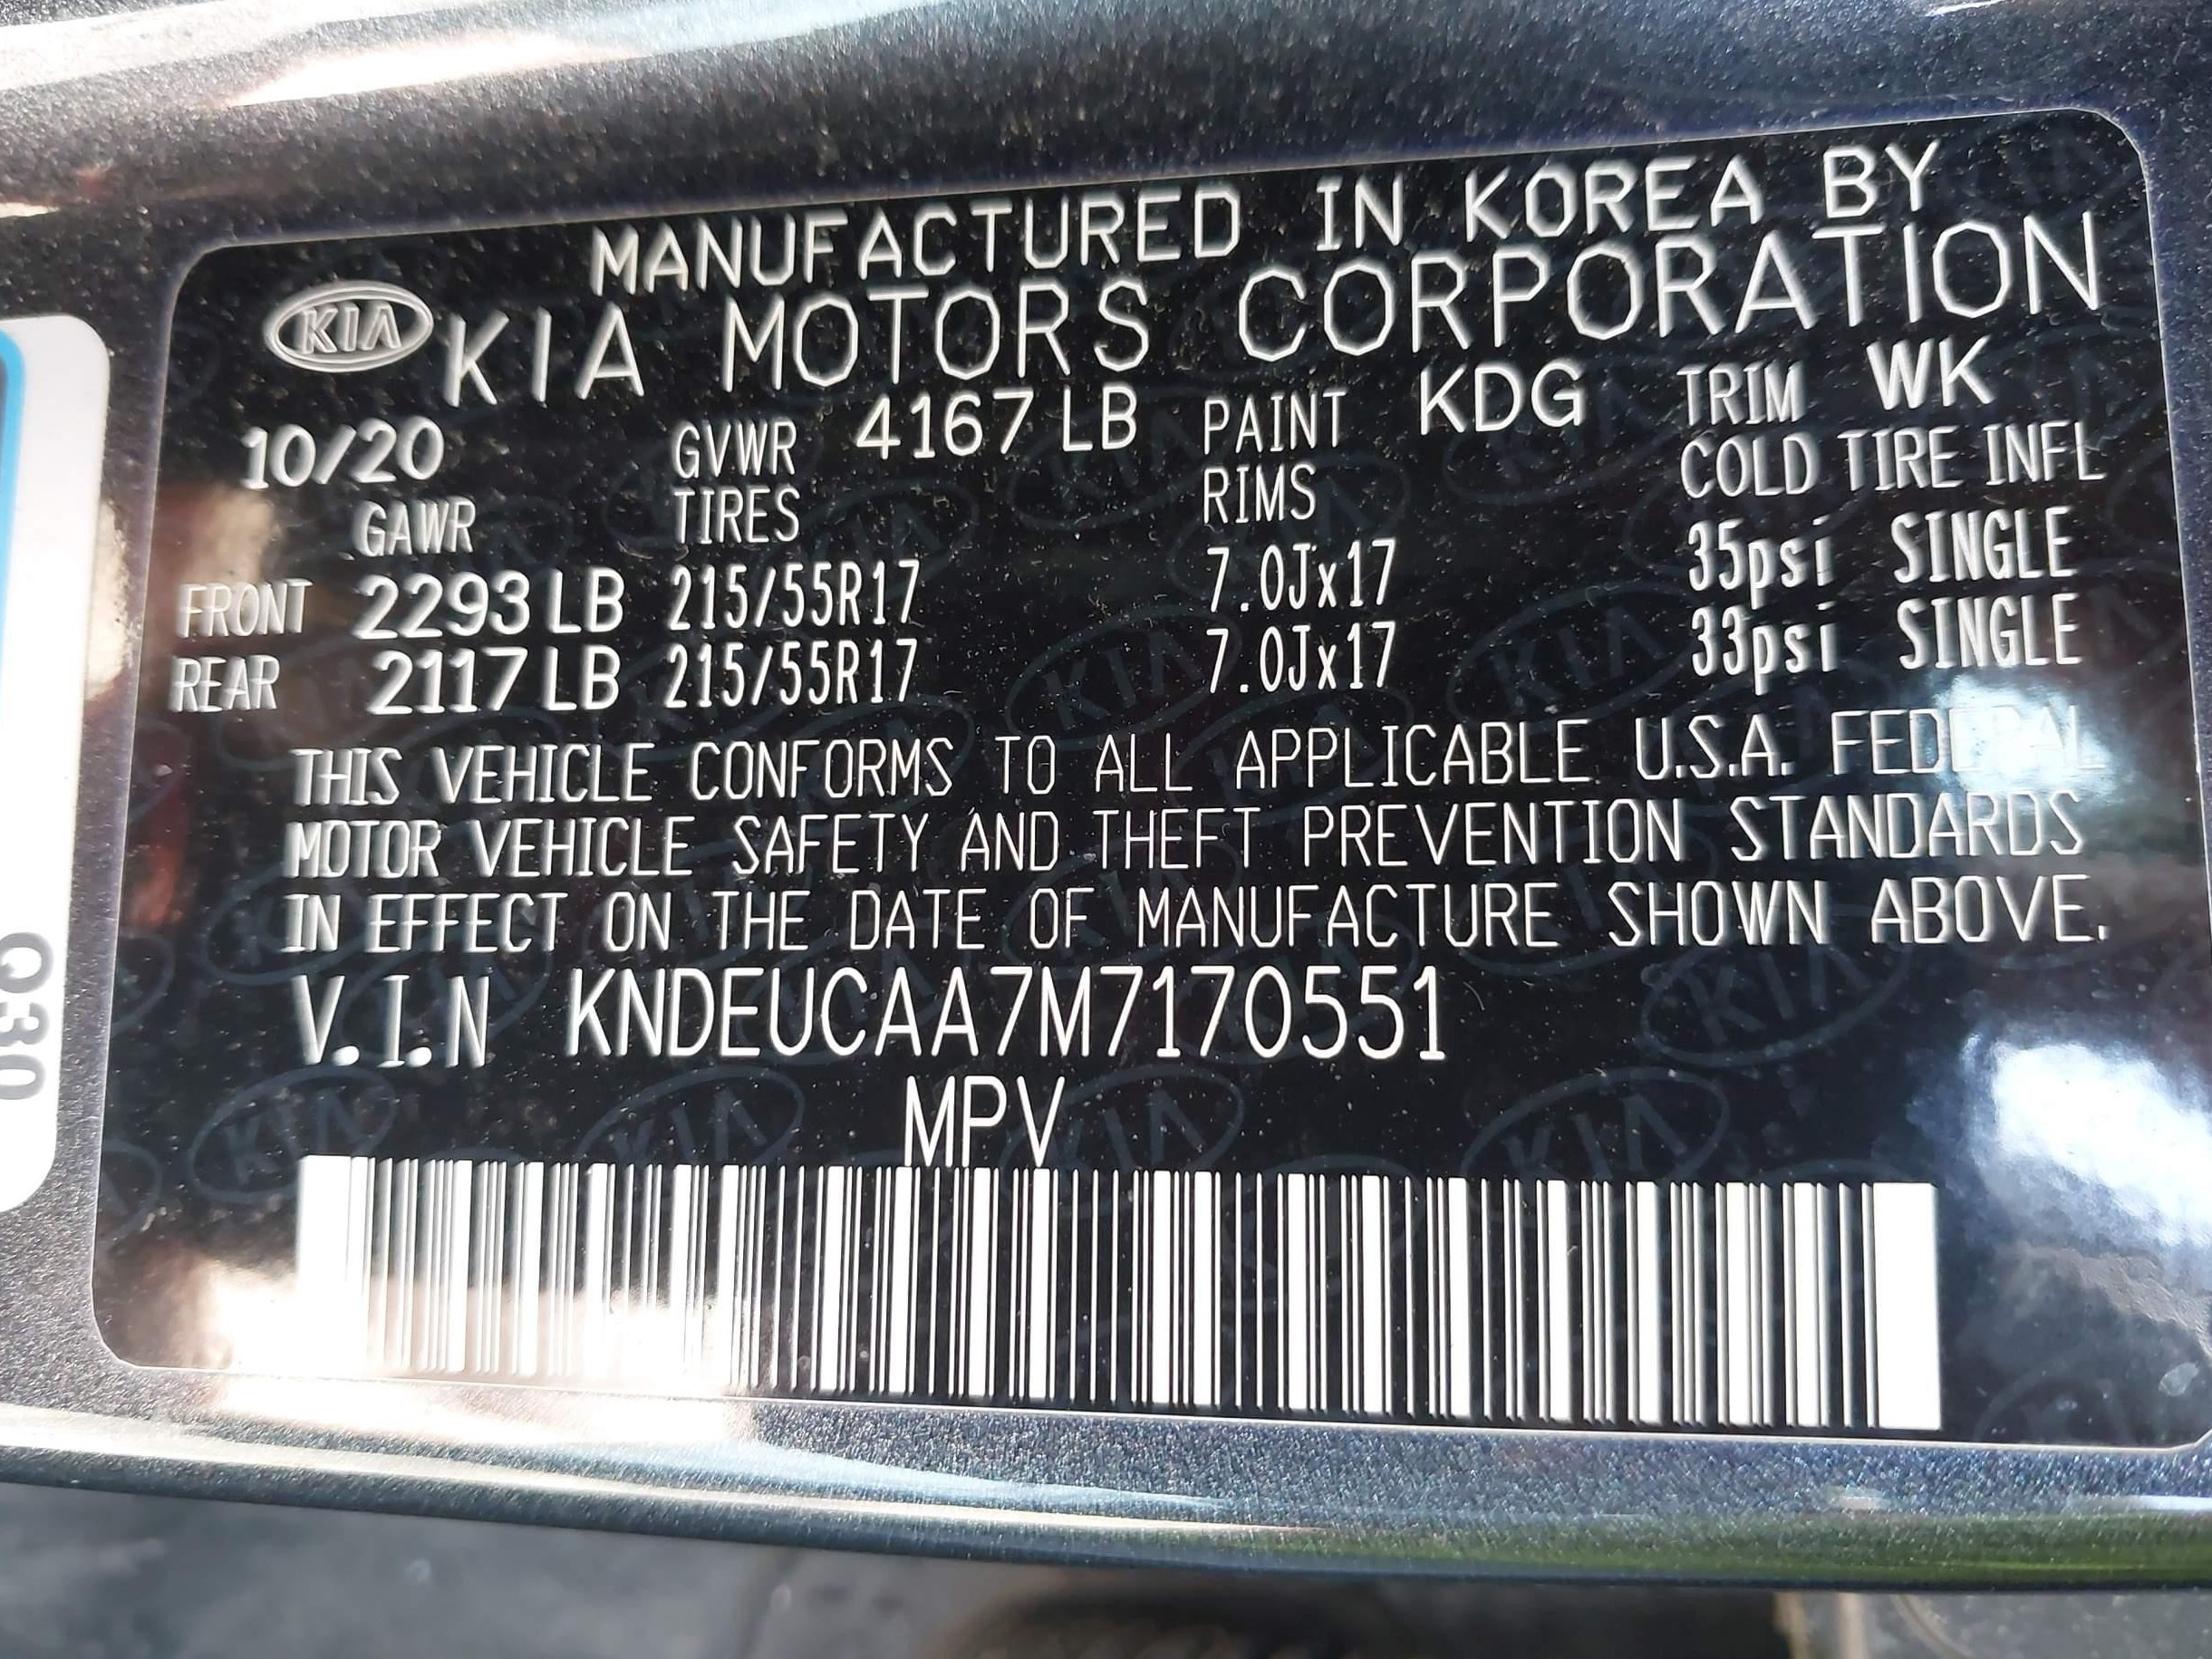 MANUFACTURED IN KOREA BY
KIA KIA MOTORS CORPORATION
10/20 GVWR 4167 LB PAINT KDG TRIM WK
GAWR TIRES RIMS COLD TIRE INFL
FRONT 2293 LB 215/55R17 7.0Jx17 35psi SINGLE
REAR 2117 LB 215/55R17 7.0Jx17 33psi SINGLE
THIS VEHICLE CONFORMS TO ALL APPLICABLE U.S.A. FEDERAL
MOTOR VEHICLE SAFETY AND THEFT PREVENTION STANDARDS
IN EFFECT ON THE DATE OF MANUFACTURE SHOWN ABOVE.
V.I.N KNDEUCAA7M7170551
MPV
Q30